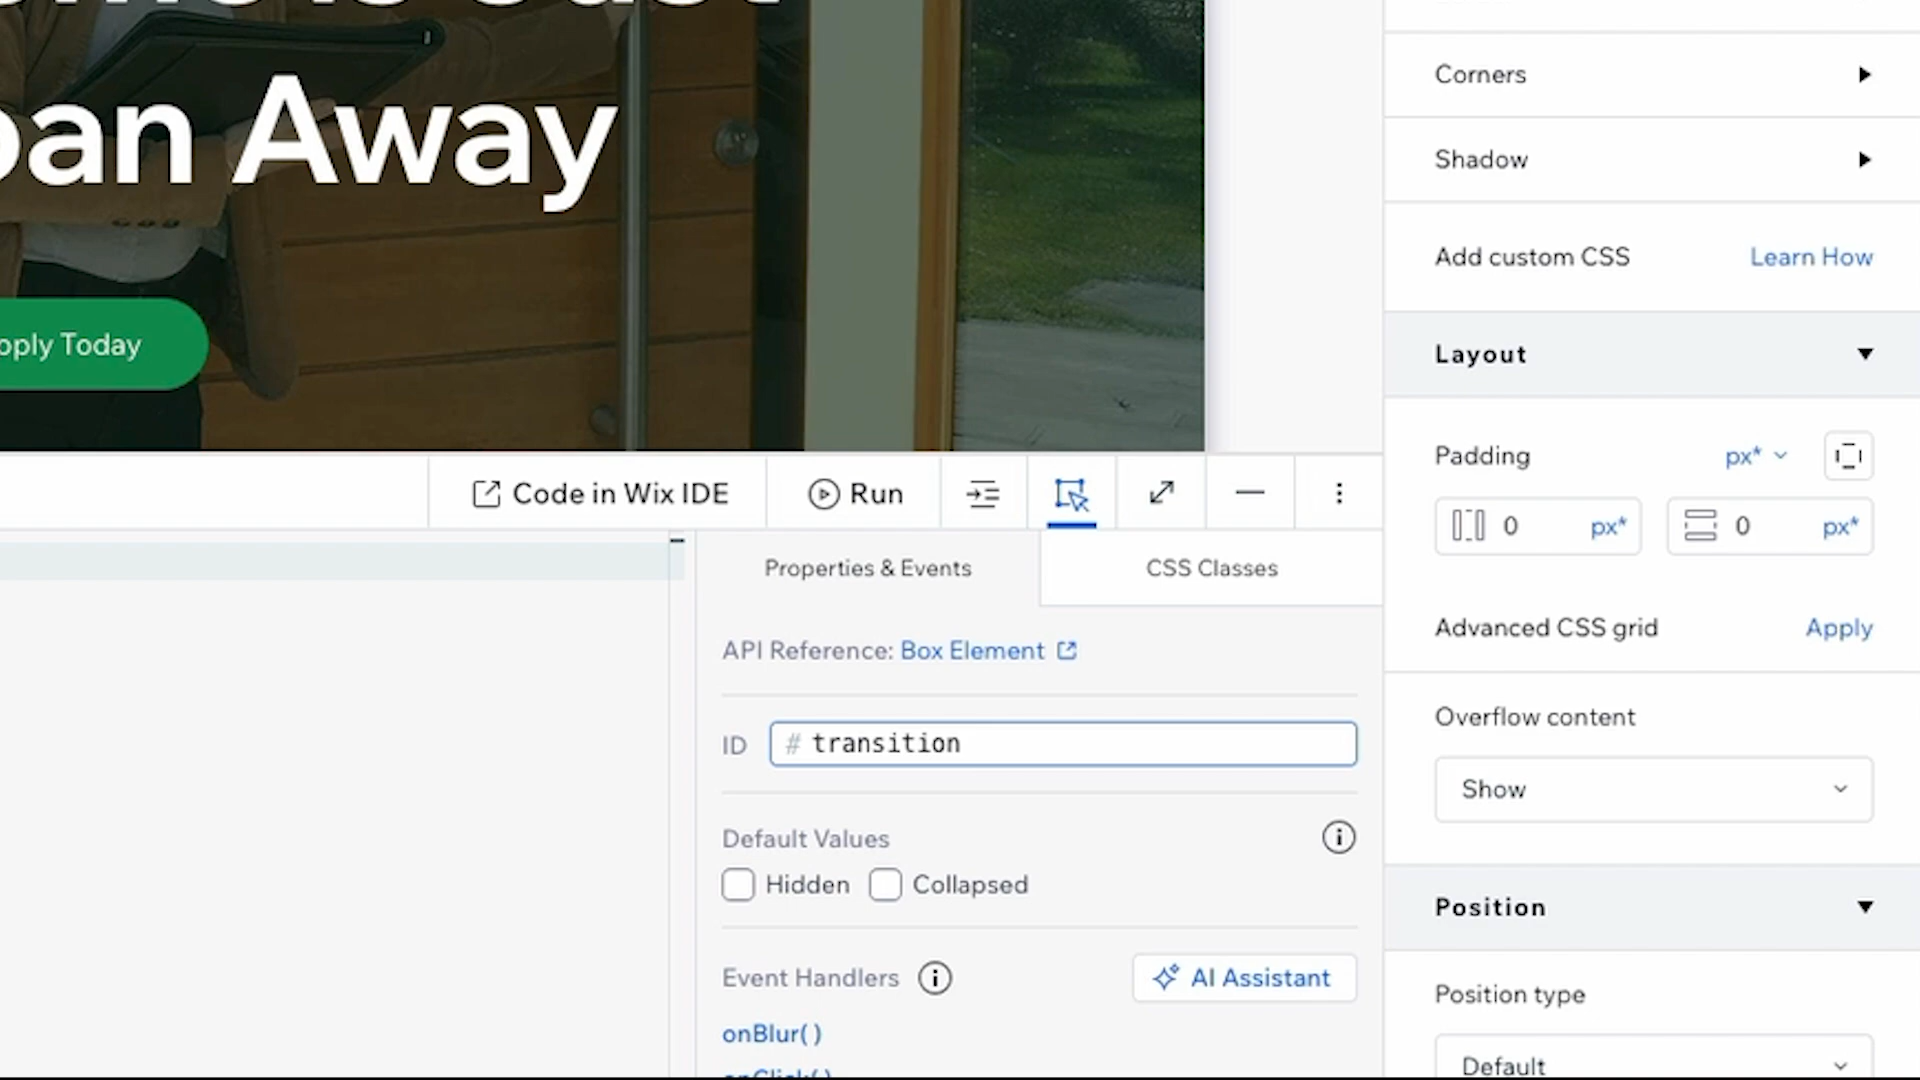 oan Away
pply Today
Code in Wix IDE
Run
Properties & Events
CSS Classes
API Reference: Box Element
ID
# transition
Default Values
Hidden
Collapsed
Event Handlers
AI Assistant
onBlur( )
onClick( )
Corners
Shadow
Add custom CSS
Learn How
Layout
Padding
px*
0 px*
0 px*
Advanced CSS grid
Apply
Overflow content
Show
Position
Position type
Default